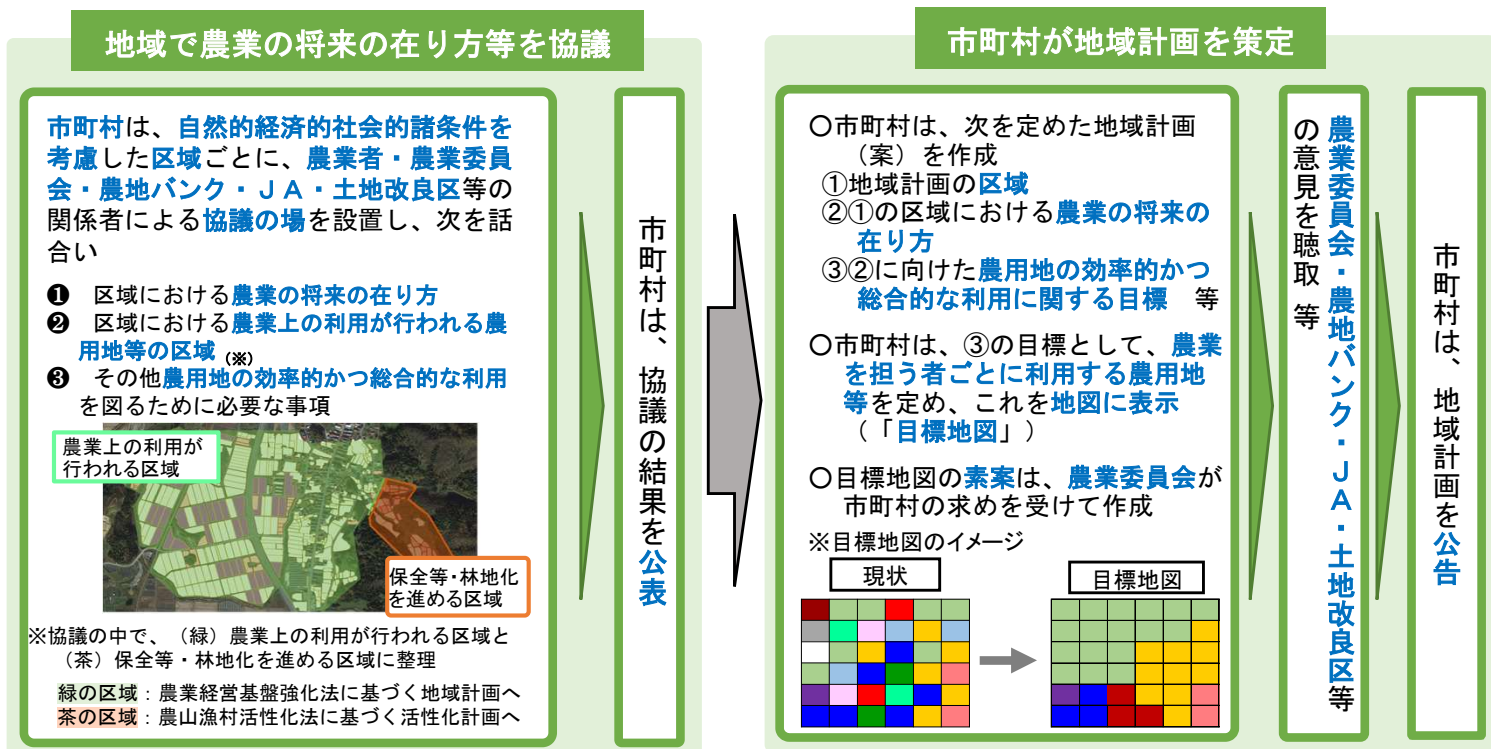 地域で農業の将来の在り方等を協議
市町村は、自然的経済的社会的諸条件を
考慮した区域ごとに、農業者・農業委員
会・農地バンク・ＪＡ・土地改良区等の
関係者による協議の場を設置し、次を話
合い
❶　区域における農業の将来の在り方
❷　区域における農業上の利用が行われる農
用地等の区域（※）
❸　その他農用地の効率的かつ総合的な利用
を図るために必要な事項
農業上の利用が
行われる区域
保全等・林地化
を進める区域
※協議の中で、（緑）農業上の利用が行われる区域と
（茶）保全等・林地化を進める区域に整理
緑の区域：農業経営基盤強化法に基づく地域計画へ
茶の区域：農山漁村活性化法に基づく活性化計画へ
市町村は、協議の結果を公表
市町村が地域計画を策定
〇市町村は、次を定めた地域計画
（案）を作成
①地域計画の区域
②①の区域における農業の将来の
在り方
③②に向けた農用地の効率的かつ
総合的な利用に関する目標　等
〇市町村は、③の目標として、農業
を担う者ごとに利用する農用地
等を定め、これを地図に表示
（「目標地図」）
〇目標地図の素案は、農業委員会が
市町村の求めを受けて作成
※目標地図のイメージ
現状
目標地図
農業委員会・農地バンク・ＪＡ・土地改良区等
の意見を聴取 等
市町村は、地域計画を公告